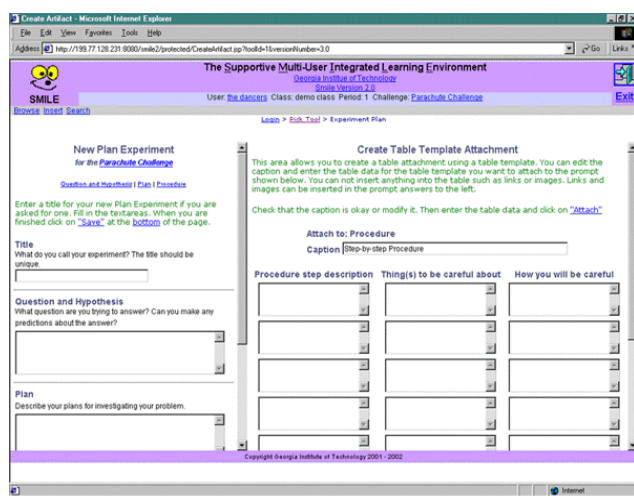 Create Artifact - Microsoft Internet Explorer
File Edit View Favorites Tools Help
Address http://199.77.128.231:8080/smile2/protected/CreateArtifact.jsp?toolId=1&versionNumber=3.0 Go Links
The Supportive Multi-User Integrated Learning Environment
Georgia Institue of Technology
Smile Version 2.0
SMILE
User: the dancers Class: demo class Period: 1 Challenge: Parachute Challenge
Exit
Browse Insert Search
Login > Pick Tool > Experiment Plan
New Plan Experiment
for the Parachute Challenge
Question and Hypothesis | Plan | Procedure
Enter a title for your new Plan Experiment if you are
asked for one. Fill in the textareas. When you are
finished click on "Save" at the bottom of the page.
Title
What do you call your experiment? The title should be
unique.
Question and Hypothesis
What question are you trying to answer? Can you make any
predictions about the answer?
Plan
Describe your plans for investigating your problem.
Create Table Template Attachment
This area allows you to create a table attachment using a table template. You can edit the
caption and enter the table data for the table template you want to attach to the prompt
shown below. You can not insert anything into the table such as links or images. Links and
images can be inserted in the prompt answers to the left.
Check that the caption is okay or modify it. Then enter the table data and click on "Attach"
Attach to: Procedure
Caption Step-by-step Procedure
Procedure step description Thing(s) to be careful about How you will be careful
Copyright Georgia Institute of Technology 2001 - 2002
Internet